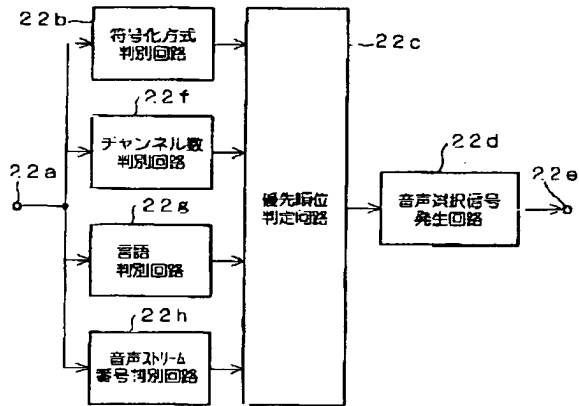 22b
符号化方式
判別回路
22c
22f
チャンネル数
判別回路
22a
22d
22e
22g
優先順位
判定回路
音声選択信号
発生回路
言語
判別回路
22h
音声ストリーム
番号判別回路